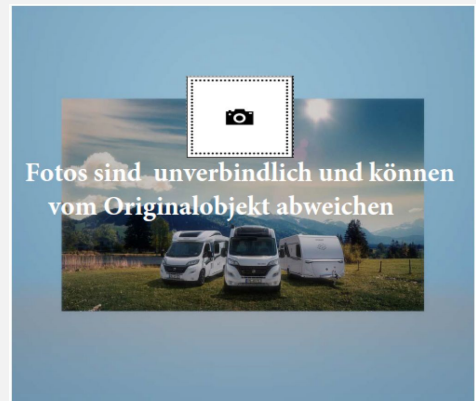 Fotos sind unverbindlich und können
vom Originalobjekt abweichen